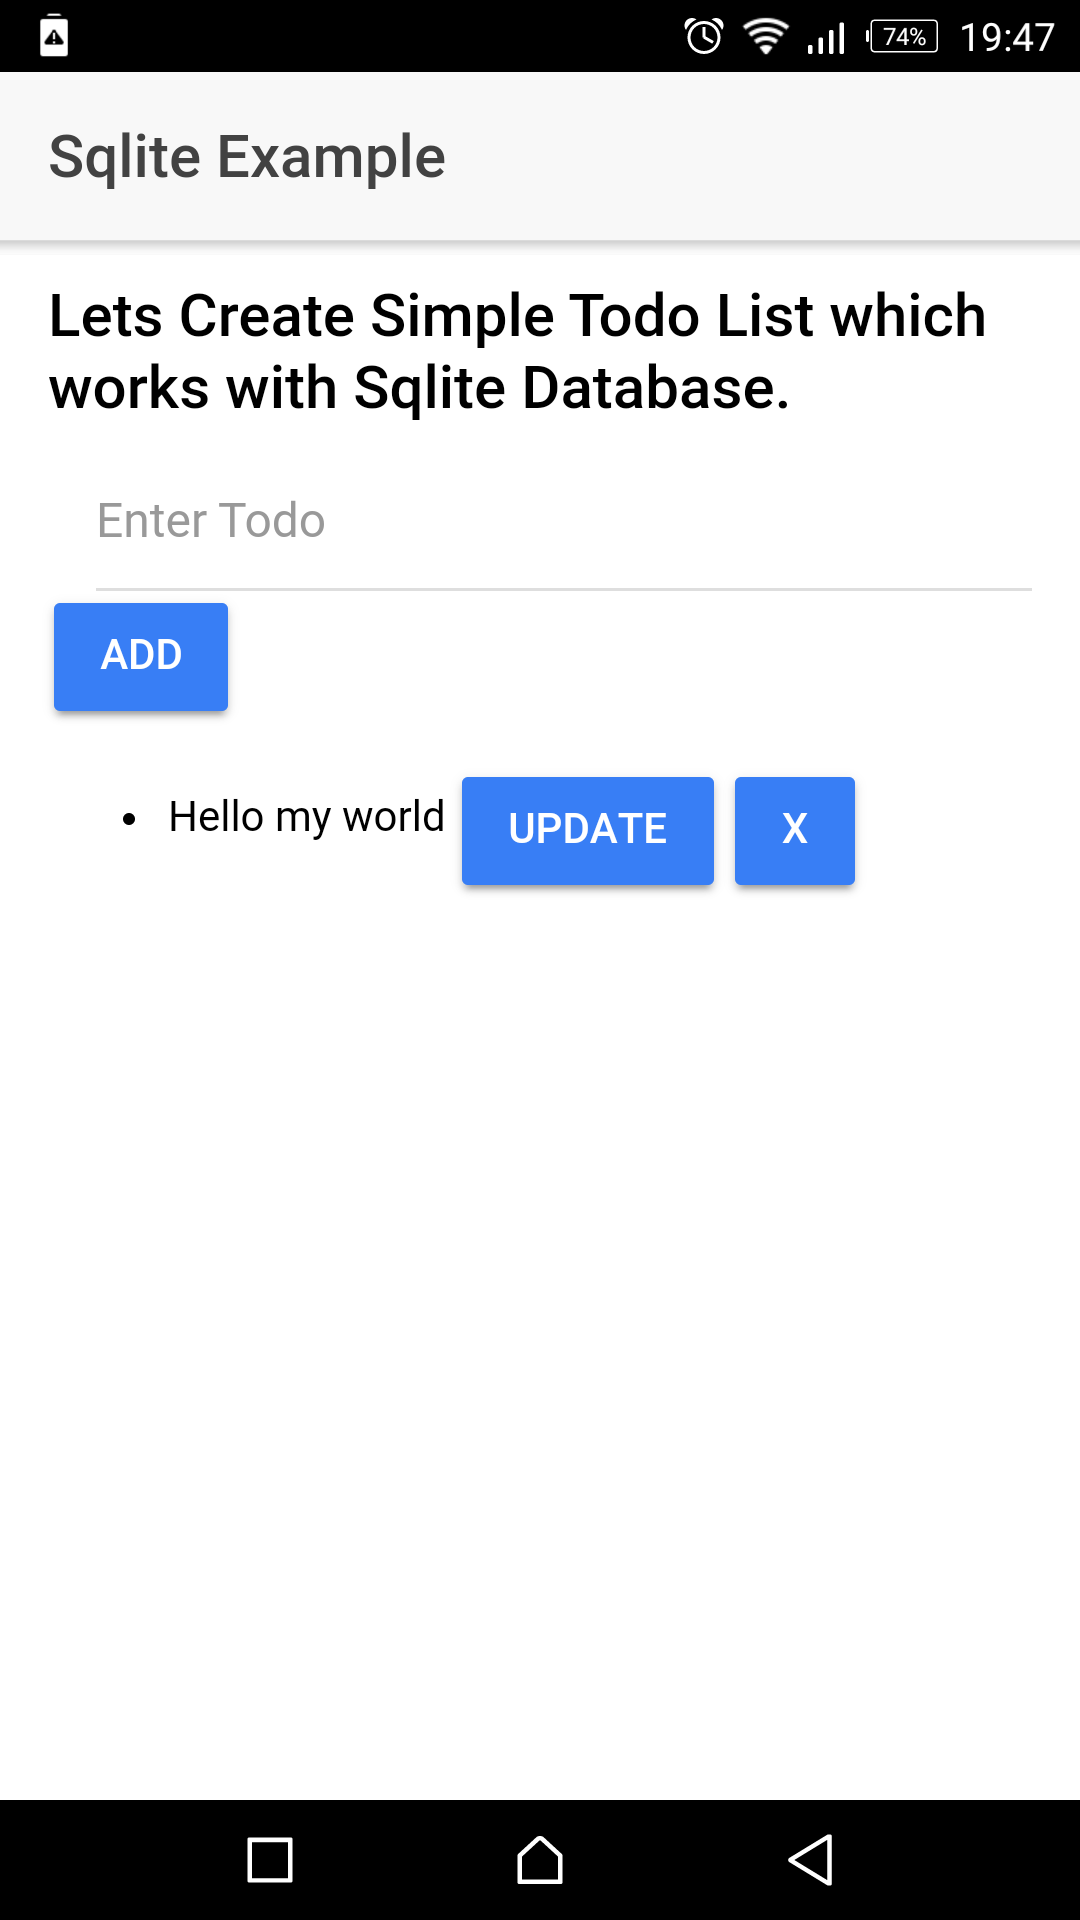 74% 19:47
Sqlite Example
Lets Create Simple Todo List which
works with Sqlite Database.
Enter Todo
ADD
Hello my world UPDATE X